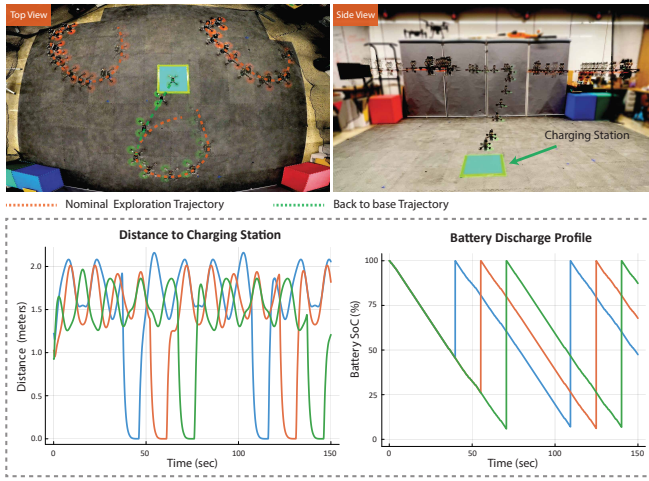 Top View
Side View
Charging Station
Nominal Exploration Trajectory
Back to base Trajectory
Distance to Charging Station
Distance (meters)
2.0
1.5
1.0
0.5
0.0
0
50
100
150
Time (sec)
Battery Discharge Profile
Battery SoC (%)
100
75
50
25
0
0
50
100
150
Time (sec)